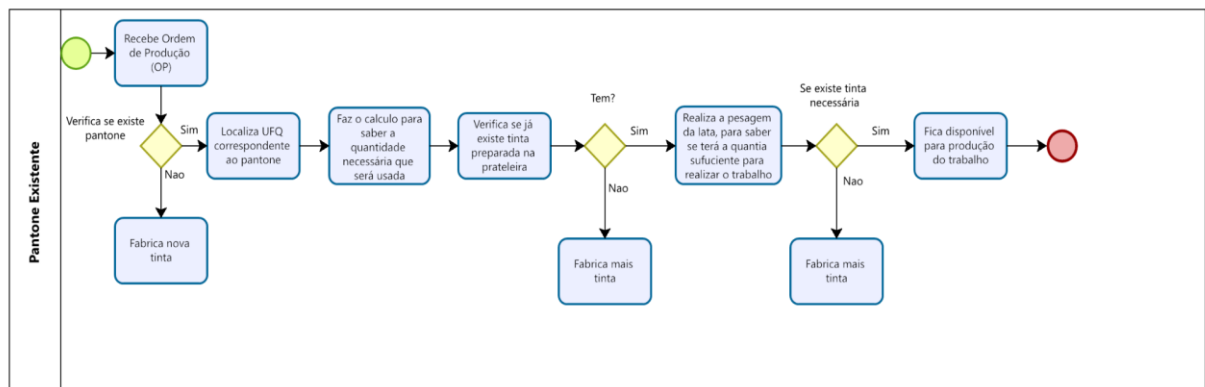 Pantone Existente
Recebe Ordem
de Produção
(OP)
Verifica se existe
pantone
Sim
Nao
Fabrica nova
tinta
Localiza UFQ
correspondente
ao pantone
Faz o calculo para
saber a
quantidade
necessária que
será usada
Verifica se já
existe tinta
preparada na
prateleira
Tem?
Sim
Nao
Fabrica mais
tinta
Realiza a pesagem
da lata, para saber
se terá a quantia
sufuciente para
realizar o trabalho
Se existe tinta
necessária
Sim
Nao
Fabrica mais
tinta
Fica disponível
para produção
do trabalho